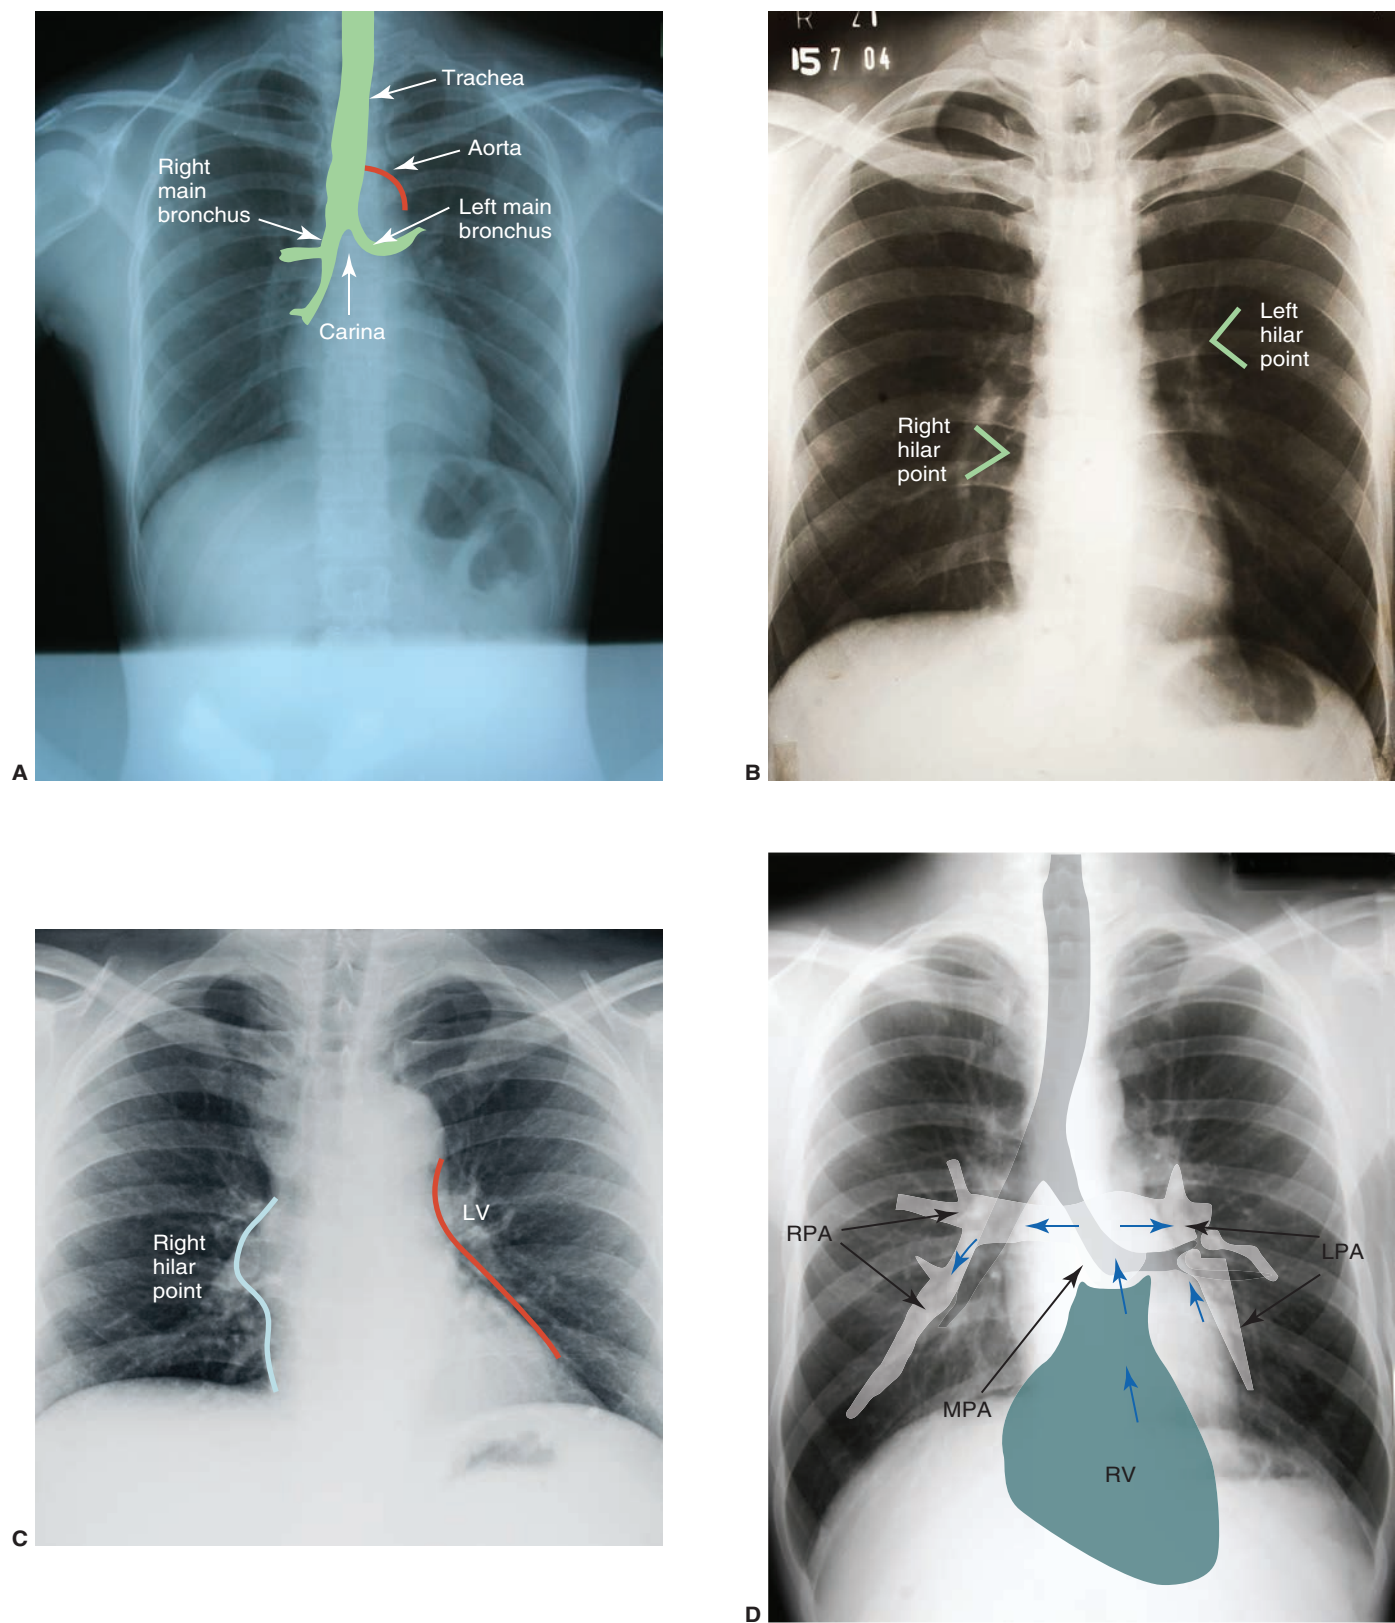 Trachea
Aorta
Right
main
bronchus
Left main
bronchus
Carina
A
R 21
15 7 04
Left
hilar
point
Right
hilar
point
B
LV
Right
hilar
point
C
RPA
LPA
MPA
RV
D